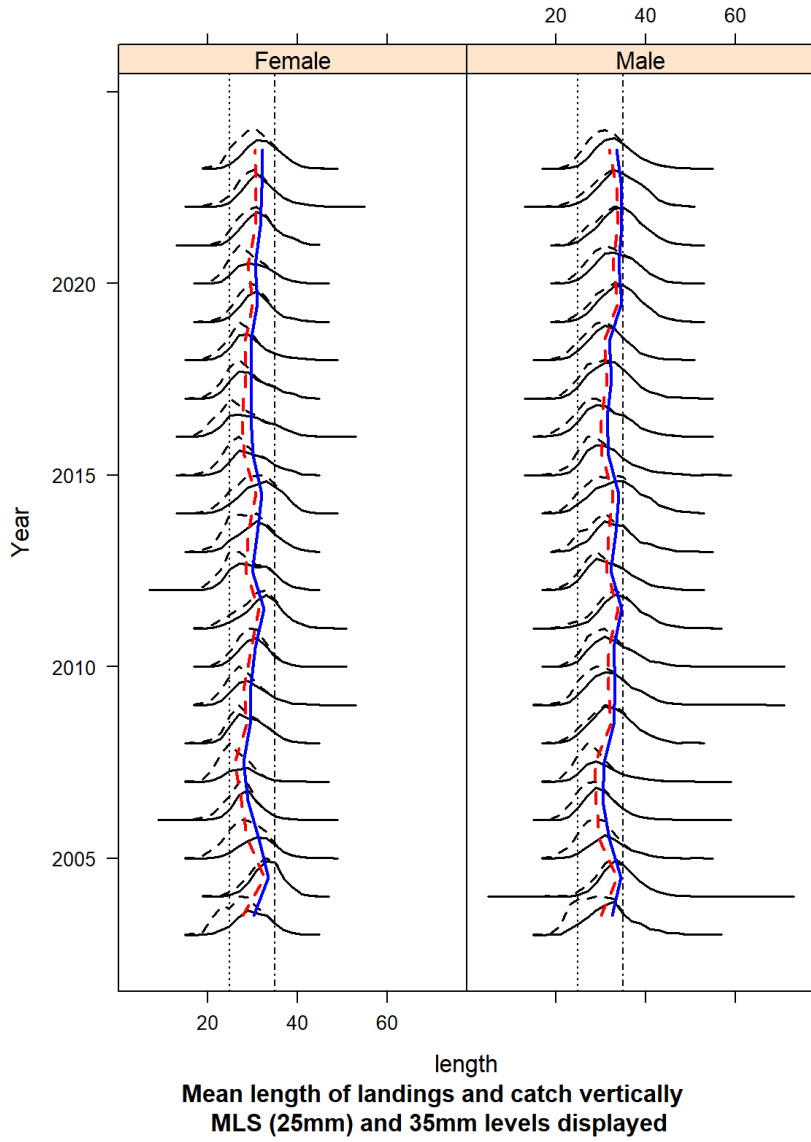 20 40 60
Female Male
2020
2015
2010
2005
Year
20 40 60
length
Mean length of landings and catch vertically
MLS (25mm) and 35mm levels displayed